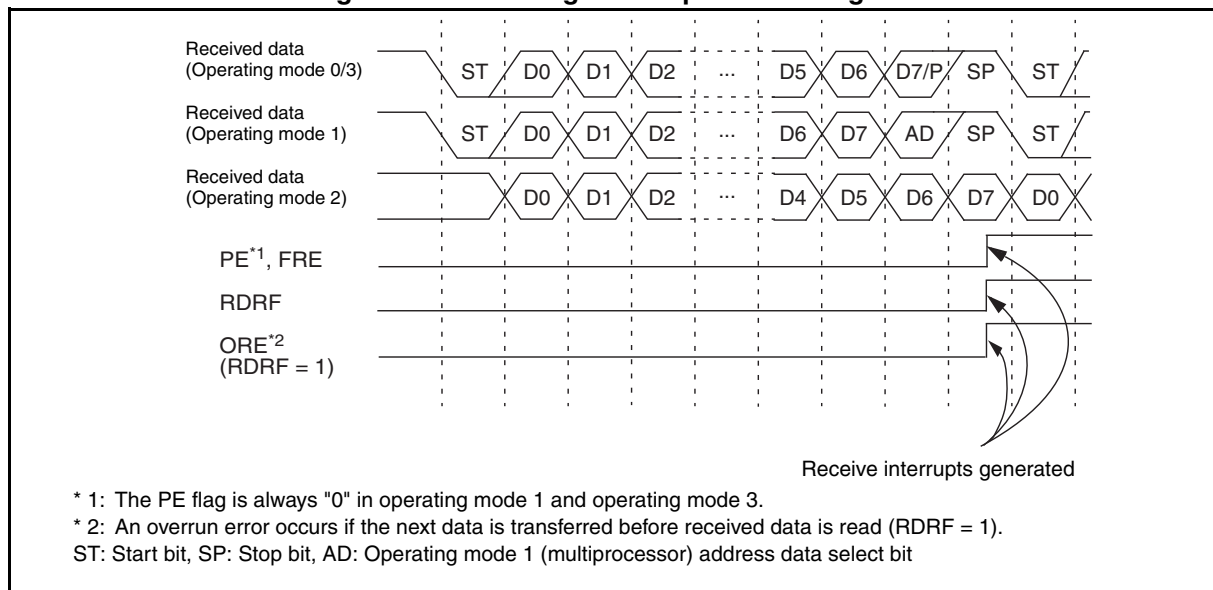 Received data
(Operating mode 0/3)
ST D0 D1 D2 ... D5 D6 D7/P SP ST
Received data
(Operating mode 1)
ST D0 D1 D2 ... D6 D7 AD SP ST
Received data
(Operating mode 2)
D0 D1 D2 ... D4 D5 D6 D7 D0
PE*1, FRE
RDRF
ORE*2
(RDRF = 1)
Receive interrupts generated
* 1: The PE flag is always "0" in operating mode 1 and operating mode 3.
* 2: An overrun error occurs if the next data is transferred before received data is read (RDRF = 1).
ST: Start bit, SP: Stop bit, AD: Operating mode 1 (multiprocessor) address data select bit